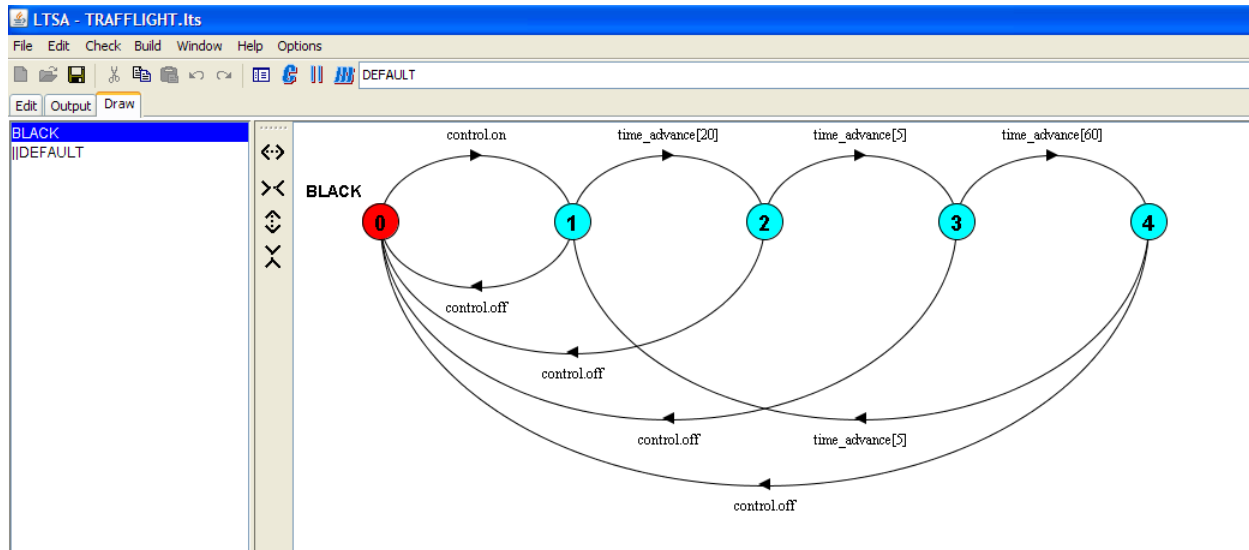 LTSA - TRAFFLIGHT.lts
File Edit Check Build Window Help Options
DEFAULT
Edit Output Draw
BLACK
||DEFAULT
control.on time_advance[20] time_advance[5] time_advance[60]
BLACK
0 1 2 3 4
control.off
control.off
control.off time_advance[5]
control.off